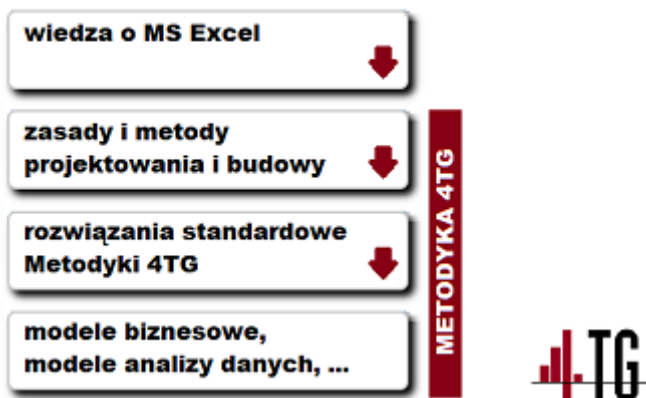 wiedza o MS Excel
zasady i metody
projektowania i budowy
rozwiązania standardowe
Metodyki 4TG
modele biznesowe,
modele analizy danych, ...
METODYKA 4TG
TG